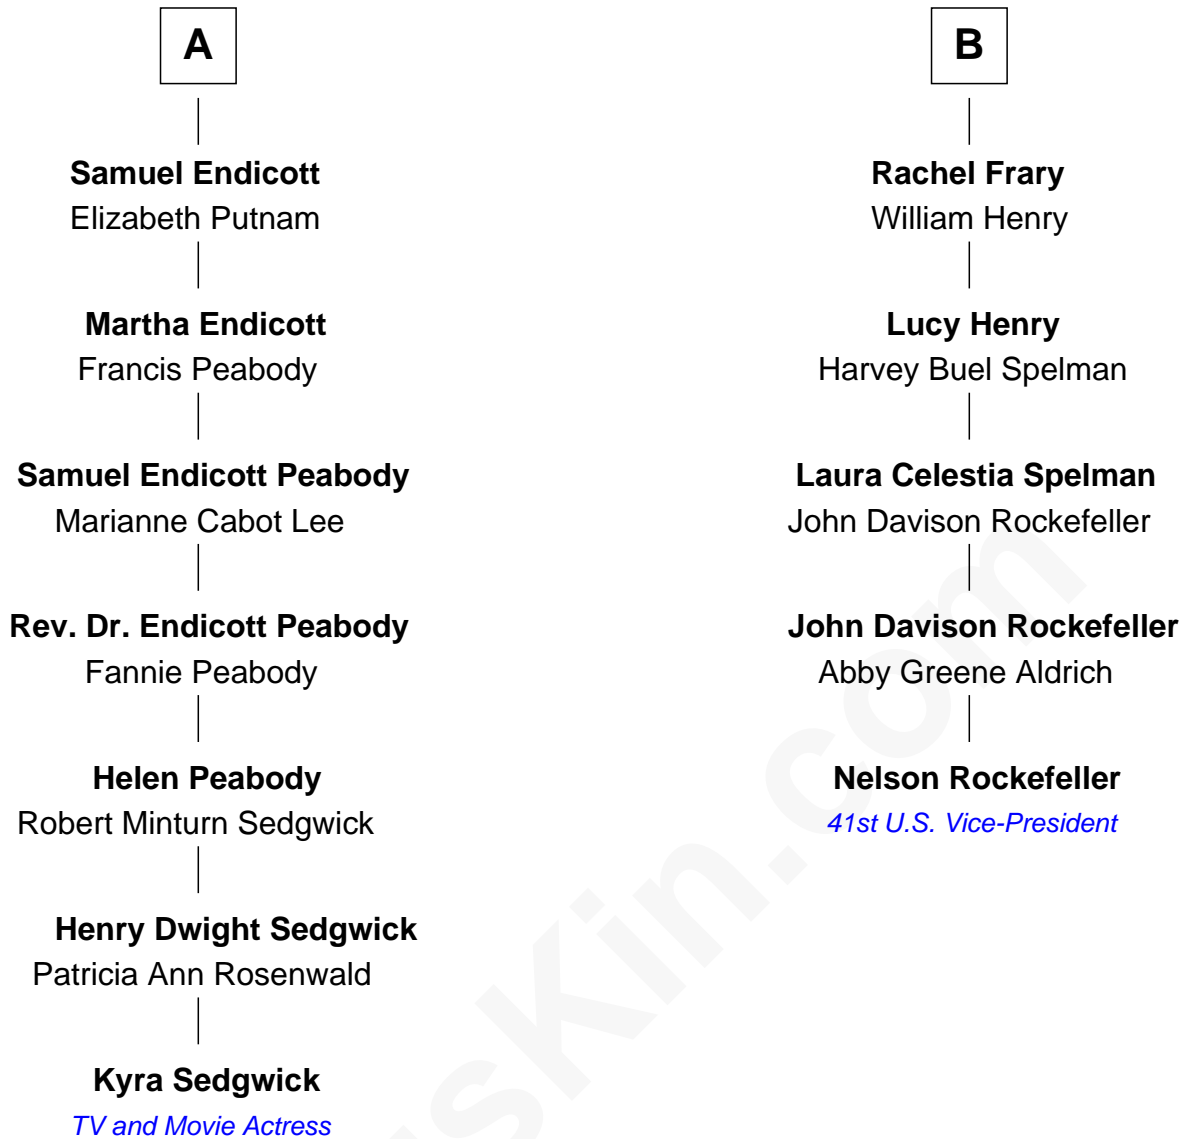 A
Samuel Endicott
Elizabeth Putnam
Martha Endicott
Francis Peabody
Samuel Endicott Peabody
Marianne Cabot Lee
Rev. Dr. Endicott Peabody
Fannie Peabody
Helen Peabody
Robert Minturn Sedgwick
Henry Dwight Sedgwick
Patricia Ann Rosenwald
Kyra Sedgwick
TV and Movie Actress
B
Rachel Frary
William Henry
Lucy Henry
Harvey Buel Spelman
Laura Celestia Spelman
John Davison Rockefeller
John Davison Rockefeller
Abby Greene Aldrich
Nelson Rockefeller
41st U.S. Vice-President